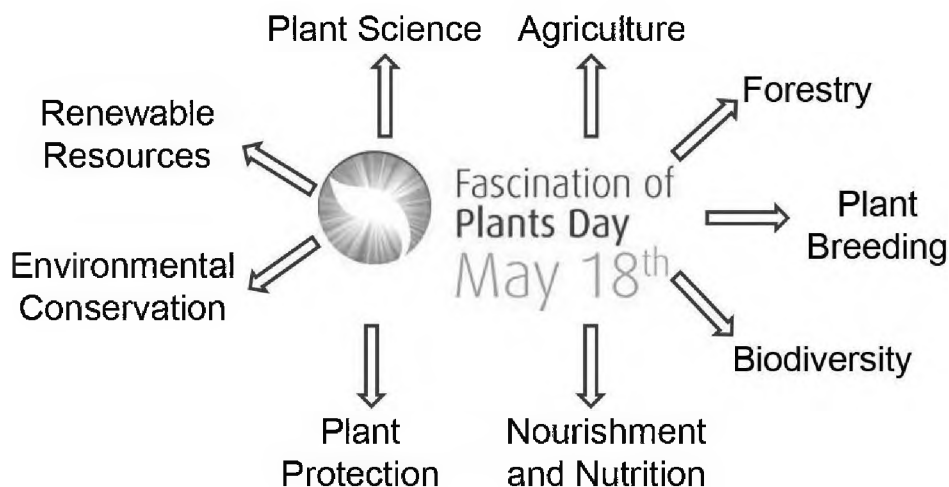 Plant Science
Agriculture
Forestry
Renewable
Resources
Fascination of
Plants Day
May 18th
Plant
Breeding
Environmental
Conservation
Biodiversity
Plant
Protection
Nourishment
and Nutrition